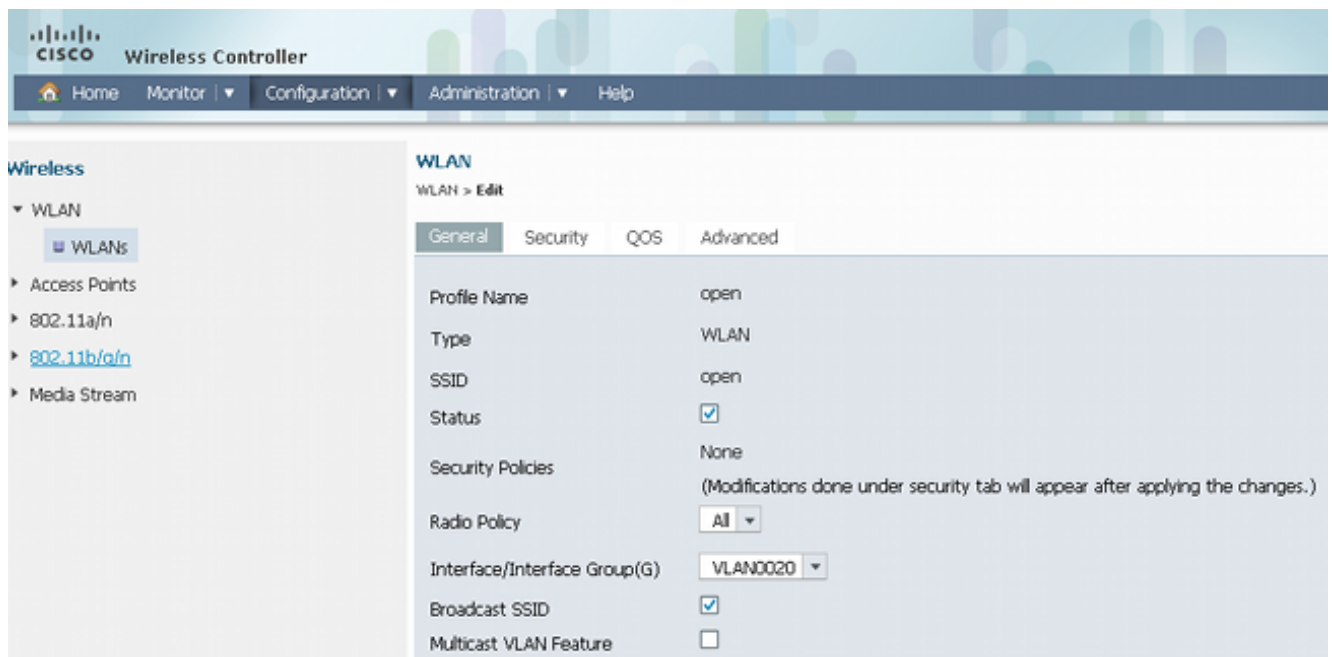 CISCO Wireless Controller
Home Monitor Configuration Administration Help
Wireless
WLAN
WLANs
Access Points
802.11a/n
802.11b/g/n
Media Stream
WLAN
WLAN > Edit
General Security QOS Advanced
Profile Name open
Type WLAN
SSID open
Status
Security Policies None
(Modifications done under security tab will appear after applying the changes.)
Radio Policy All
Interface/Interface Group(G) VLAN0020
Broadcast SSID
Multicast VLAN Feature